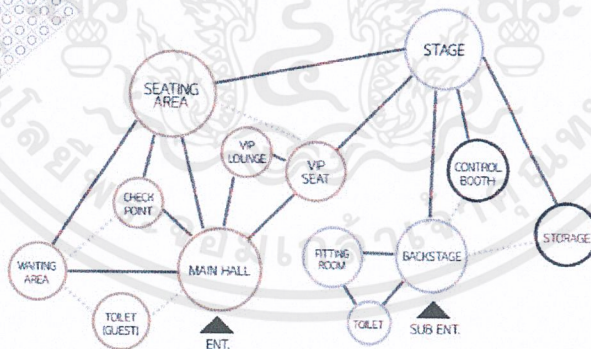 STAGE
SEATING
AREA
VIP
LOUNGE
VIP
SEAT
CONTROL
BOOTH
CHECK
POINT
STORAGE
WAITING
AREA
MAIN HALL
FITTING
ROOM
BACKSTAGE
TOILET
(GUEST)
TOILET
ENT.
SUB ENT.